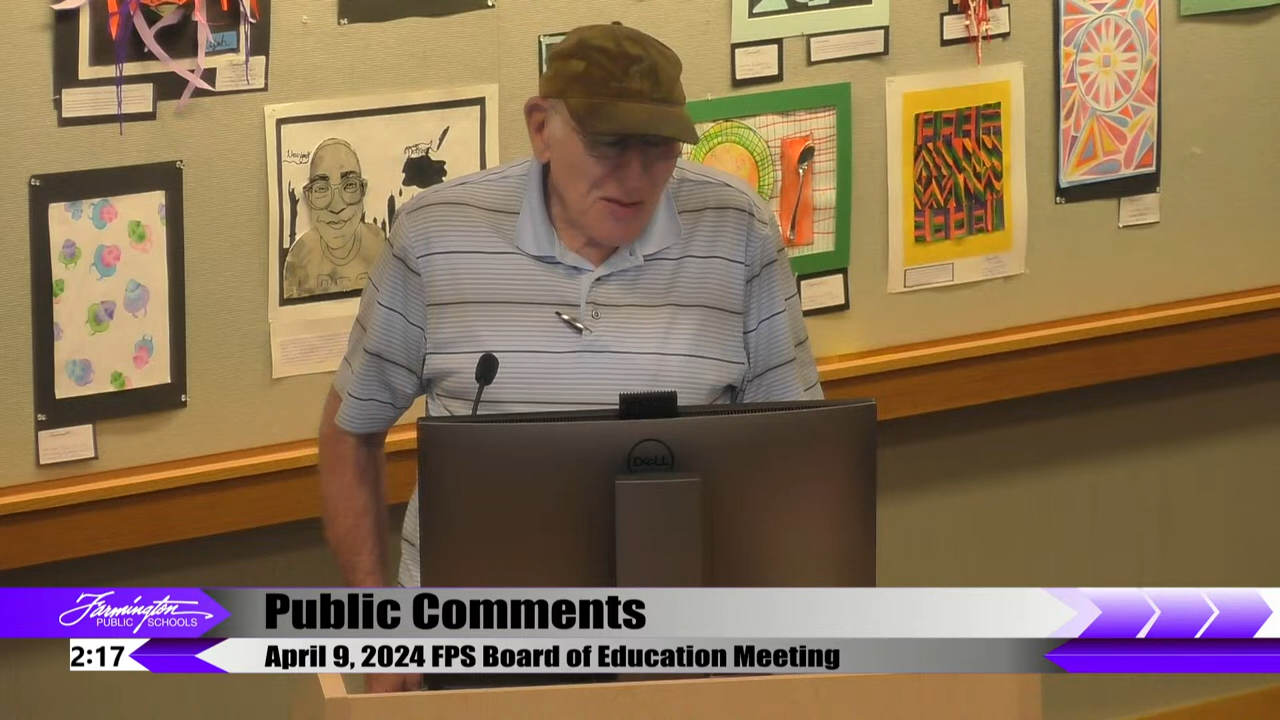 DELL
Farmington
PUBLIC SCHOOLS
Public Comments
2:17
April 9, 2024 FPS Board of Education Meeting